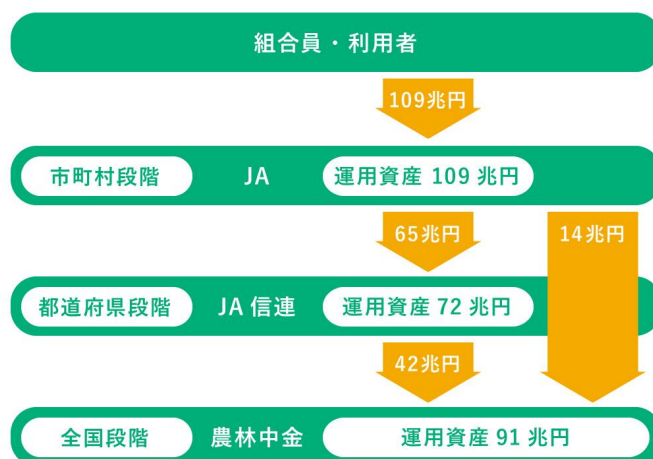 組合員・利用者
109兆円
市町村段階 JA 運用資産 109 兆円
65兆円 14兆円
都道府県段階 JA 信連 運用資産 72 兆円
42兆円
全国段階 農林中金 運用資産 91 兆円